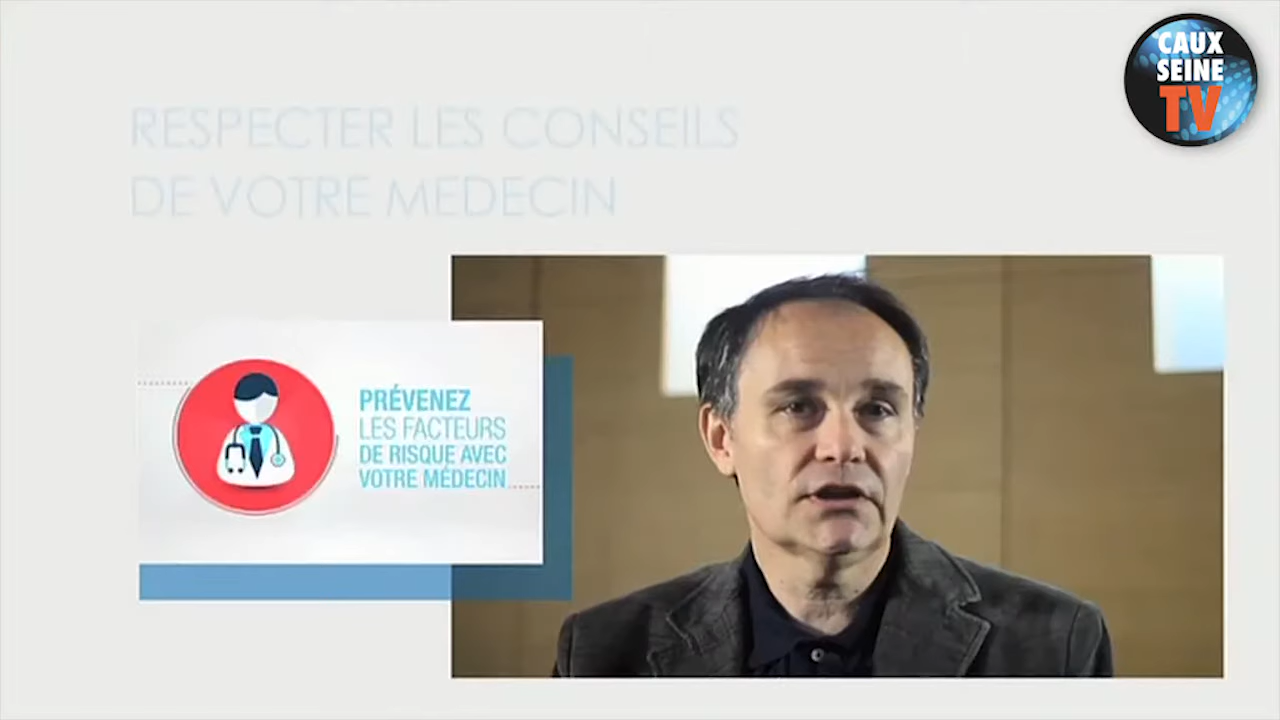 CAUX
SEINE
TV
RESPECTER LES CONSEILS
DE VOTRE MEDECIN
PRÉVENEZ
LES FACTEURS
DE RISQUE AVEC
VOTRE MÉDECIN